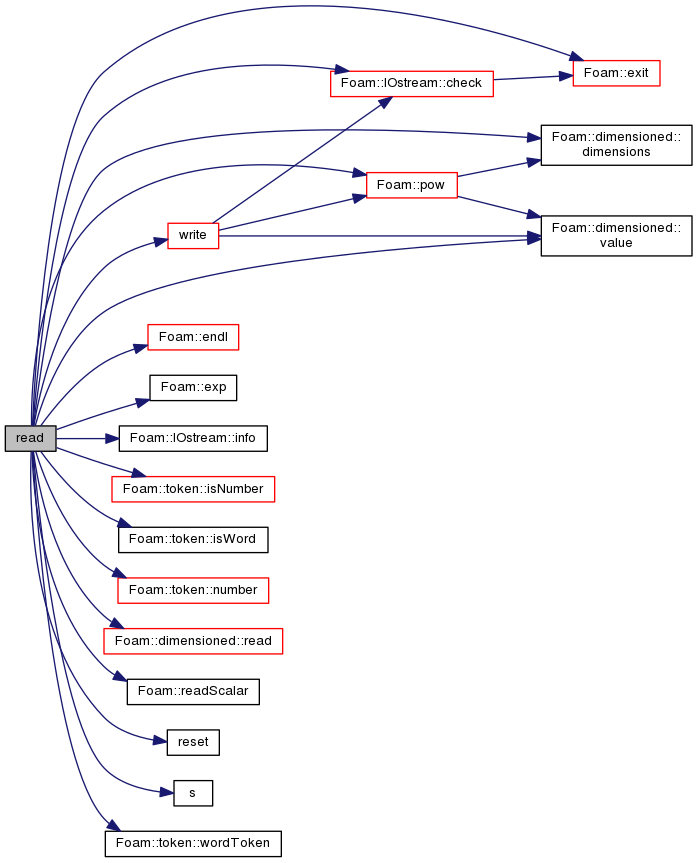 Foam::exit
Foam::IOstream::check
Foam::dimensioned::
dimensions
Foam::pow
write
Foam::dimensioned::
value
Foam::endl
Foam::exp
read
Foam::IOstream::info
Foam::token::isNumber
Foam::token::isWord
Foam::token::number
Foam::dimensioned::read
Foam::readScalar
reset
s
Foam::token::wordToken